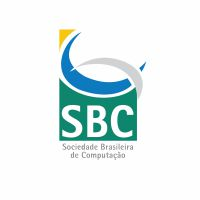 SBC
Sociedade Brasileira
de Computação